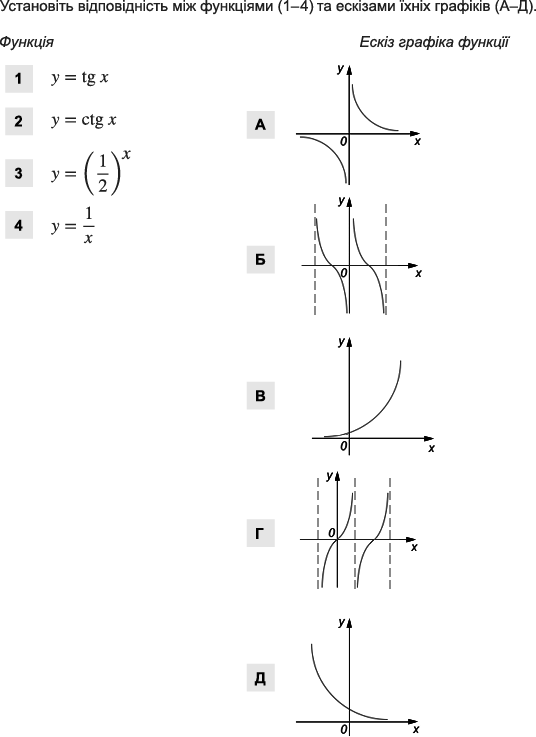 Установіть відповідність між функціями (1–4) та ескізами їхніх графіків (А–Д).
Функція
Ескіз графіка функції
1 y = tg x
2 y = ctg x
3 y = (1/2)^x
4 y = 1/x
А
y
0
x
Б
y
0
x
В
y
0
x
Г
y
0
x
Д
y
0
x